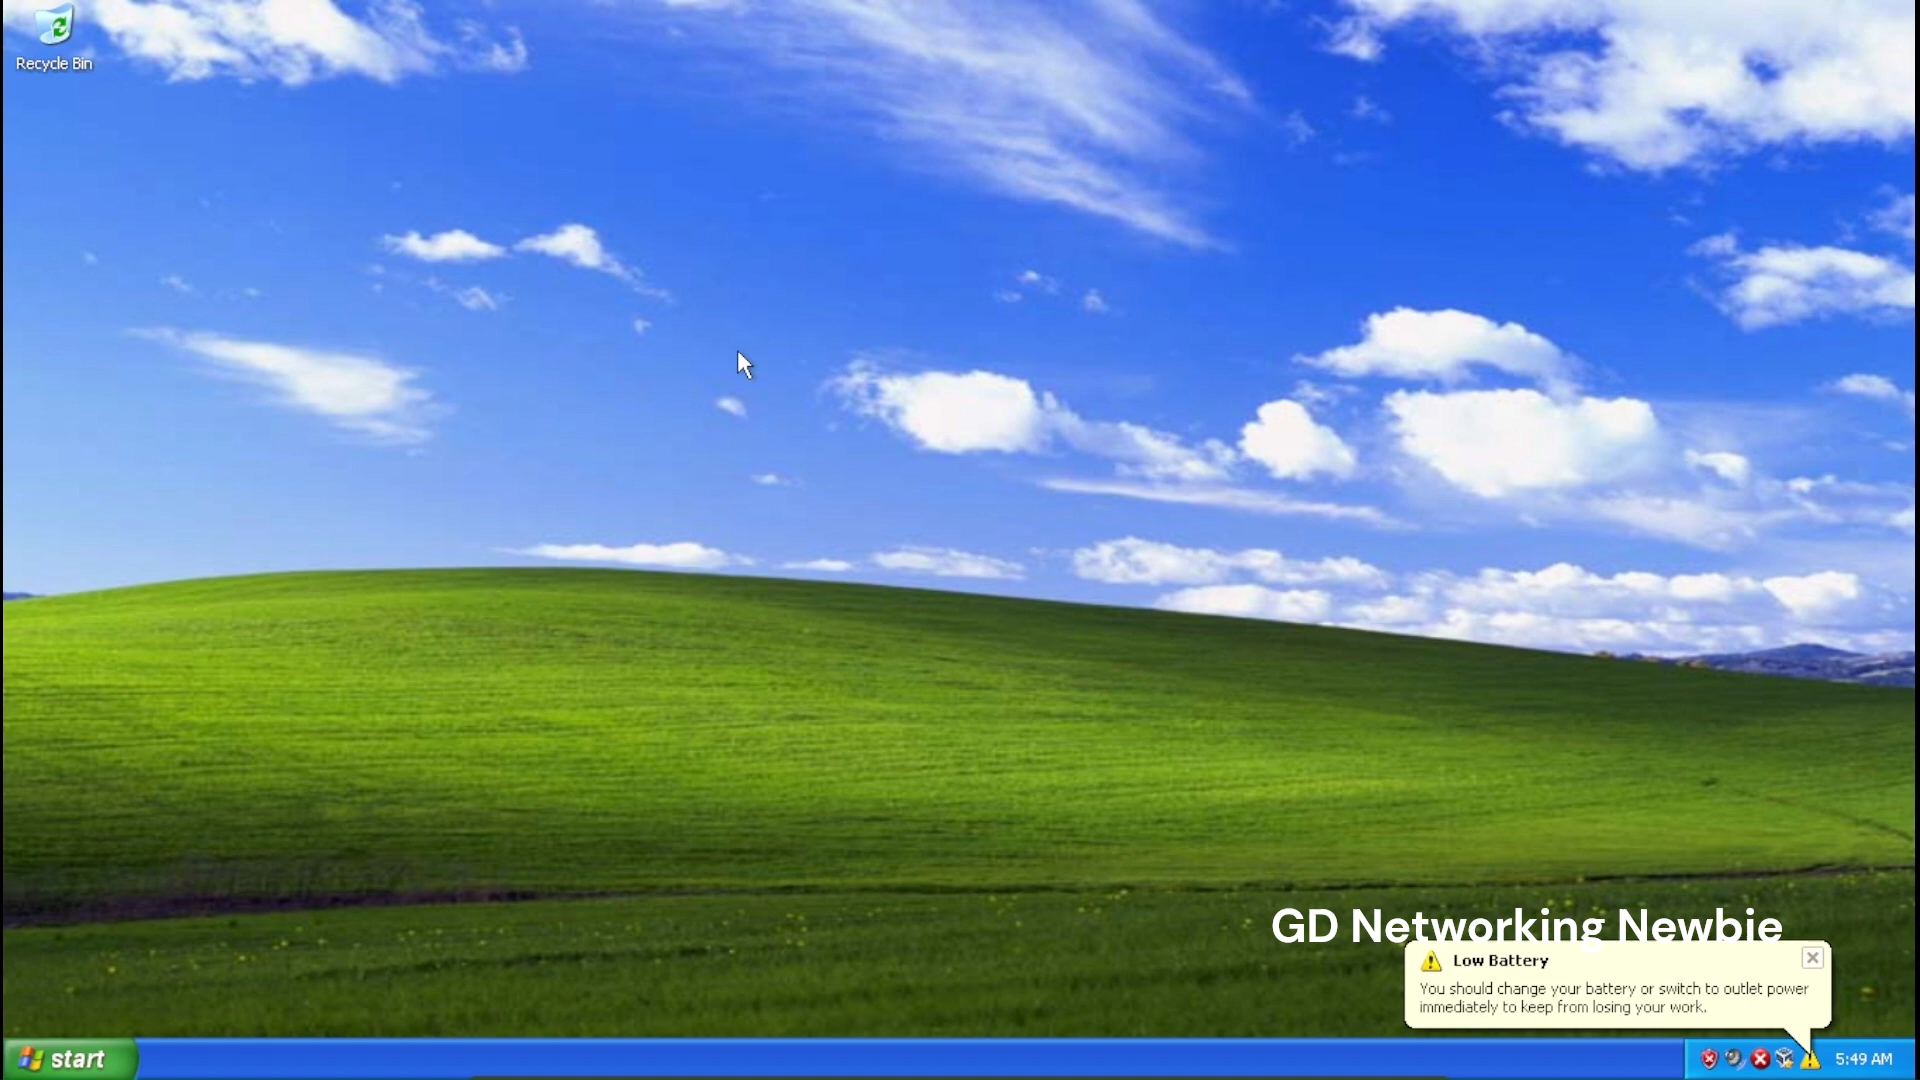 Recycle Bin
GD Networking Newbie
Low Battery
You should change your battery or switch to outlet power
immediately to keep from losing your work.
start
5:49 AM